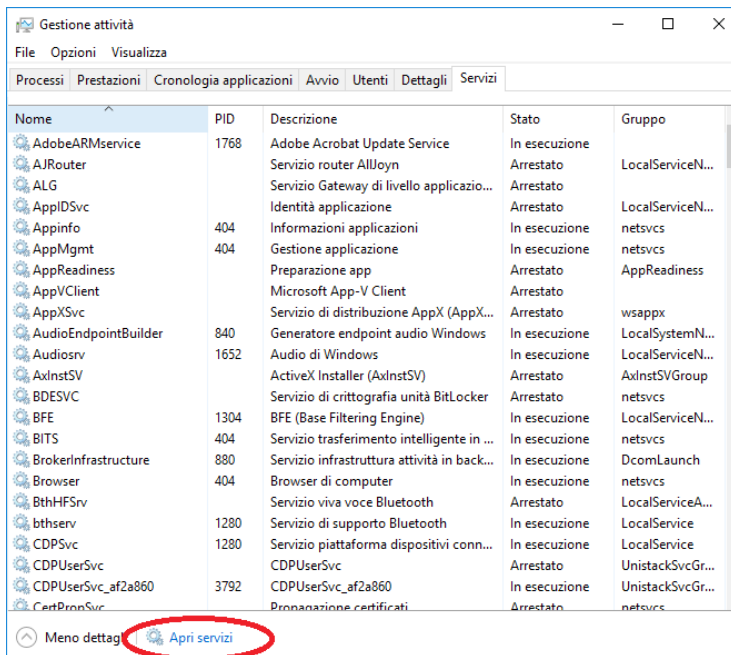 Gestione attività
File Opzioni Visualizza
Processi Prestazioni Cronologia applicazioni Avvio Utenti Dettagli Servizi
Nome PID Descrizione Stato Gruppo
AdobeARMservice 1768 Adobe Acrobat Update Service In esecuzione
AJRouter Servizio router AllJoyn Arrestato LocalServiceN...
ALG Servizio Gateway di livello applicazio... Arrestato
AppIDSvc Identità applicazione Arrestato LocalServiceN...
Appinfo 404 Informazioni applicazioni In esecuzione netsvcs
AppMgmt 404 Gestione applicazione In esecuzione netsvcs
AppReadiness Preparazione app Arrestato AppReadiness
AppVClient Microsoft App-V Client Arrestato
AppXSvc Servizio di distribuzione AppX (AppX... Arrestato wsappx
AudioEndpointBuilder 840 Generatore endpoint audio Windows In esecuzione LocalSystemN...
Audiosrv 1652 Audio di Windows In esecuzione LocalServiceN...
AxInstSV ActiveX Installer (AxInstSV) Arrestato AxInstSVGroup
BDESVC Servizio di crittografia unità BitLocker Arrestato netsvcs
BFE 1304 BFE (Base Filtering Engine) In esecuzione LocalServiceN...
BITS 404 Servizio trasferimento intelligente in ... In esecuzione netsvcs
BrokerInfrastructure 880 Servizio infrastruttura attività in back... In esecuzione DcomLaunch
Browser 404 Browser di computer In esecuzione netsvcs
BthHFSrv Servizio viva voce Bluetooth Arrestato LocalServiceA...
bthserv 1280 Servizio di supporto Bluetooth In esecuzione LocalService
CDPSvc 1280 Servizio piattaforma dispositivi conn... In esecuzione LocalService
CDPUserSvc CDPUserSvc Arrestato UnistackSvcGr...
CDPUserSvc_af2a860 3792 CDPUserSvc_af2a860 In esecuzione UnistackSvcGr...
CertPropSvc Propagazione certificati Arrestato netsvcs
Meno dettagli Apri servizi